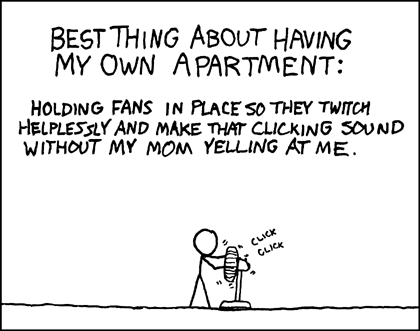 BEST THING ABOUT HAVING
MY OWN APARTMENT:
HOLDING FANS IN PLACE SO THEY TWITCH
HELPLESSLY AND MAKE THAT CLICKING SOUND
WITHOUT MY MOM YELLING AT ME.
CLICK
CLICK